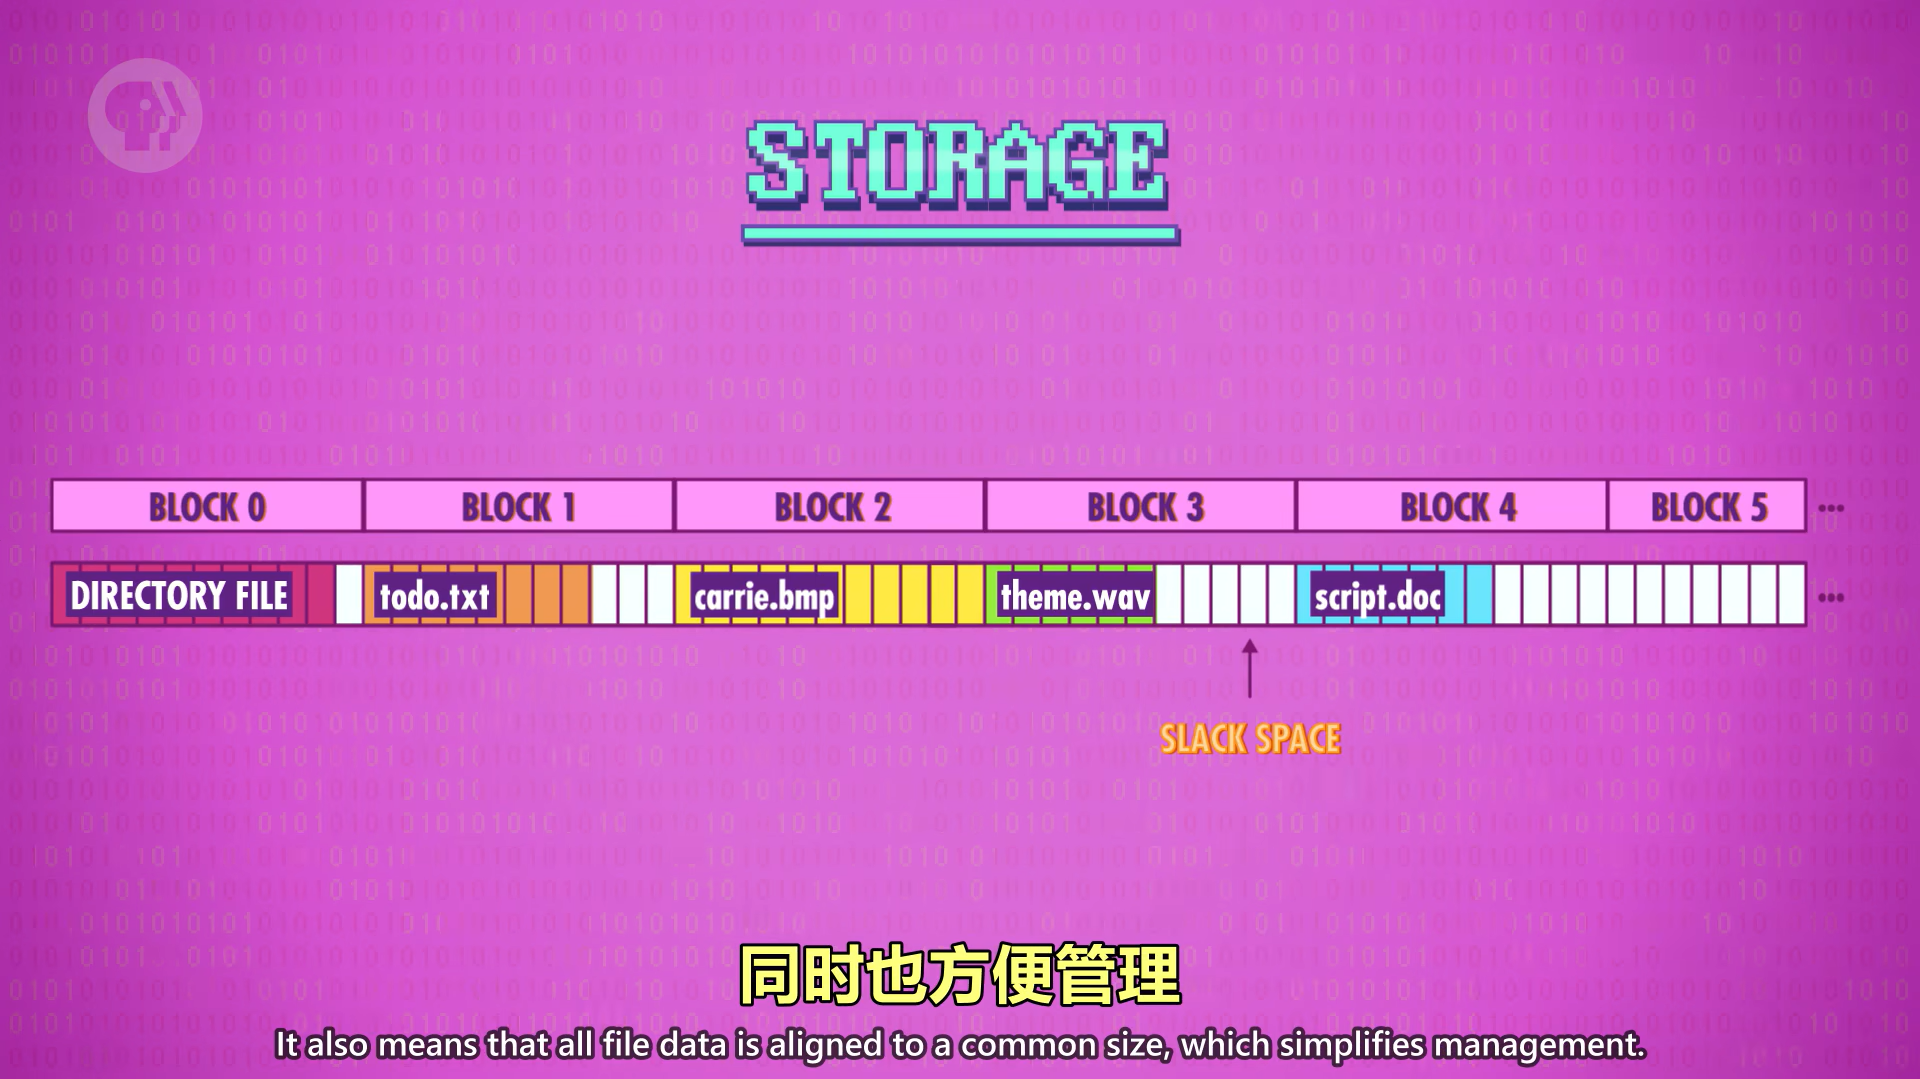 STORAGE
BLOCK 0 BLOCK 1 BLOCK 2 BLOCK 3 BLOCK 4 BLOCK 5 ...
DIRECTORY FILE todo.txt carrie.bmp theme.wav script.doc ...
SLACK SPACE
同时也方便管理
It also means that all file data is aligned to a common size, which simplifies management.